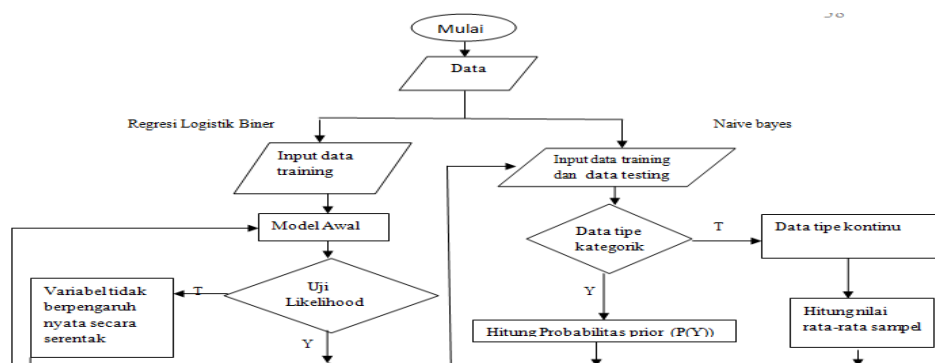 Mulai
Data
Regresi Logistik Biner
Naive bayes
Input data
training
Input data training
dan data testing
Model Awal
Data tipe
kategorik
T
Data tipe kontinu
Uji
Likelihood
T
Variabel tidak
berpengaruh
nyata secara
serentak
Y
Y
Hitung Probabilitas prior (P(Y))
Hitung nilai
rata-rata sampel